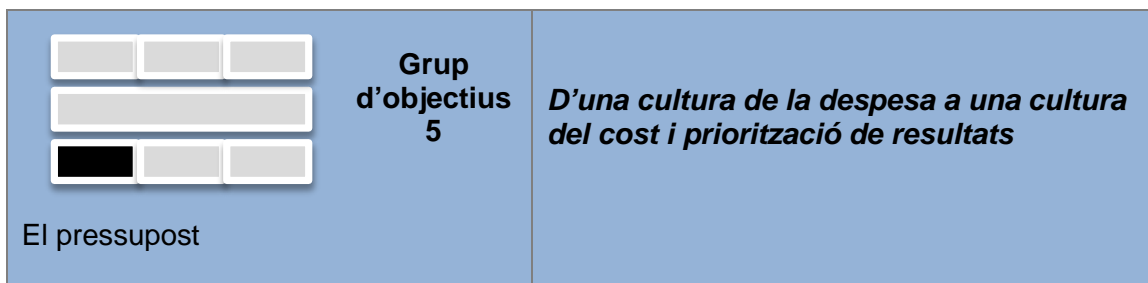 Grup
d’objectius
5
D’una cultura de la despesa a una cultura
del cost i priorització de resultats
El pressupost